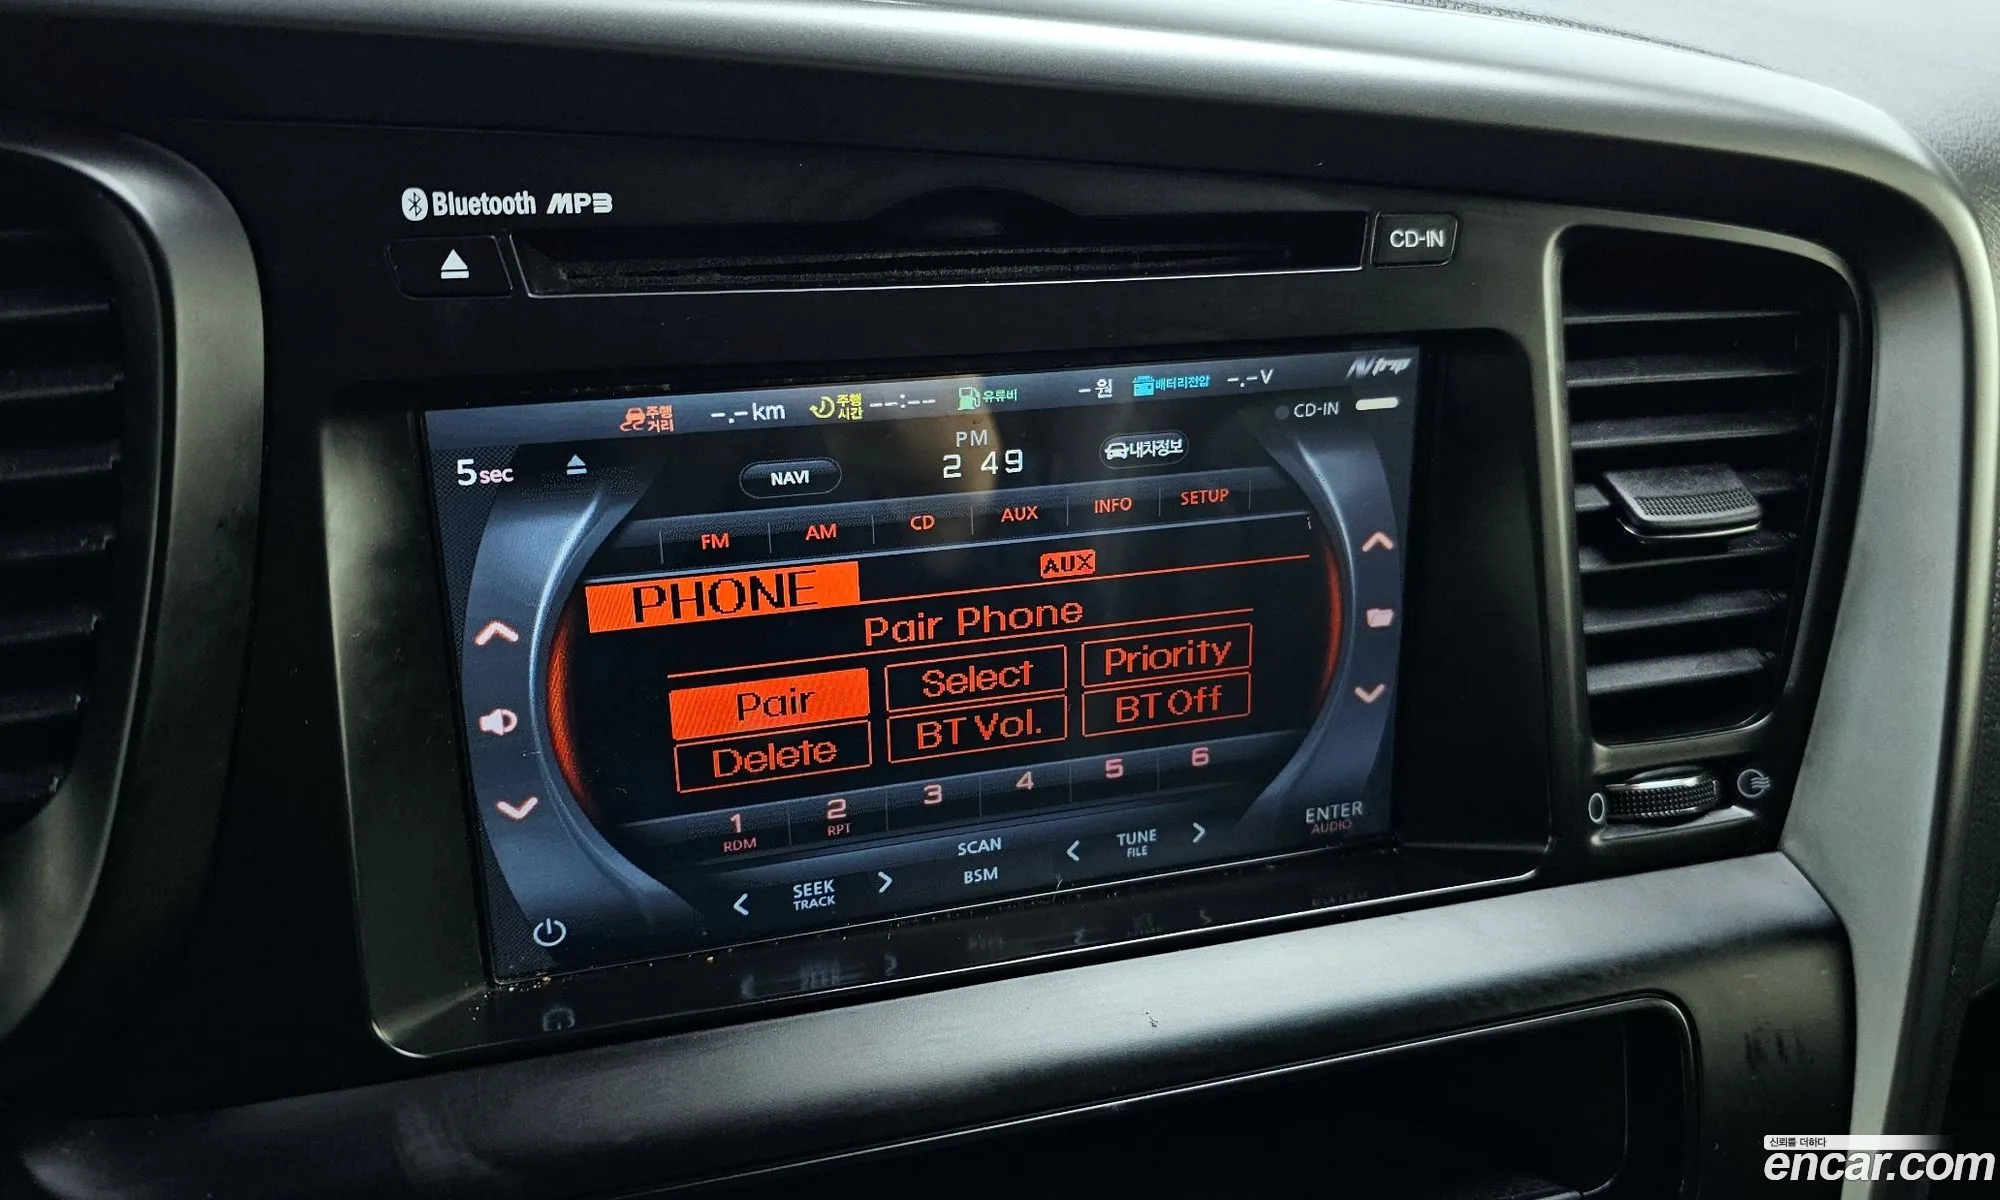 Bluetooth MP3
CD-IN
NVtrip
주행거리 -.-km 주행시간 --:-- 유류비 -원 배터리전압 -.-V
CD-IN
PM
2 49
5sec
NAVI
내차정보
FM AM CD AUX INFO SETUP
PHONE
AUX
Pair Phone
Pair Select Priority
Delete BT Vol. BT Off
1 2 3 4 5 6
RDM RPT
ENTER
AUDIO
SEEK
TRACK
SCAN
BSM
TUNE
FILE
신뢰를 더하다
encar.com